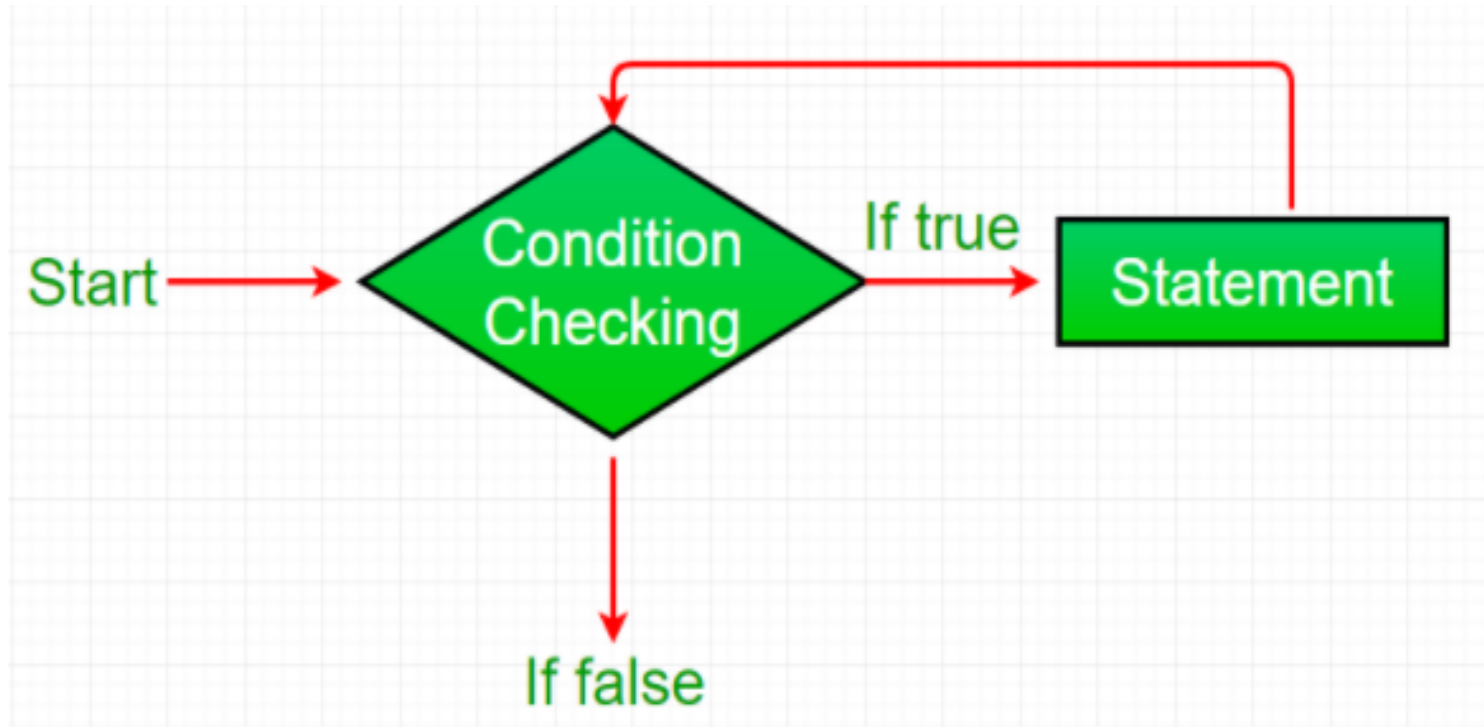 Start
Condition
Checking
If true
Statement
If false